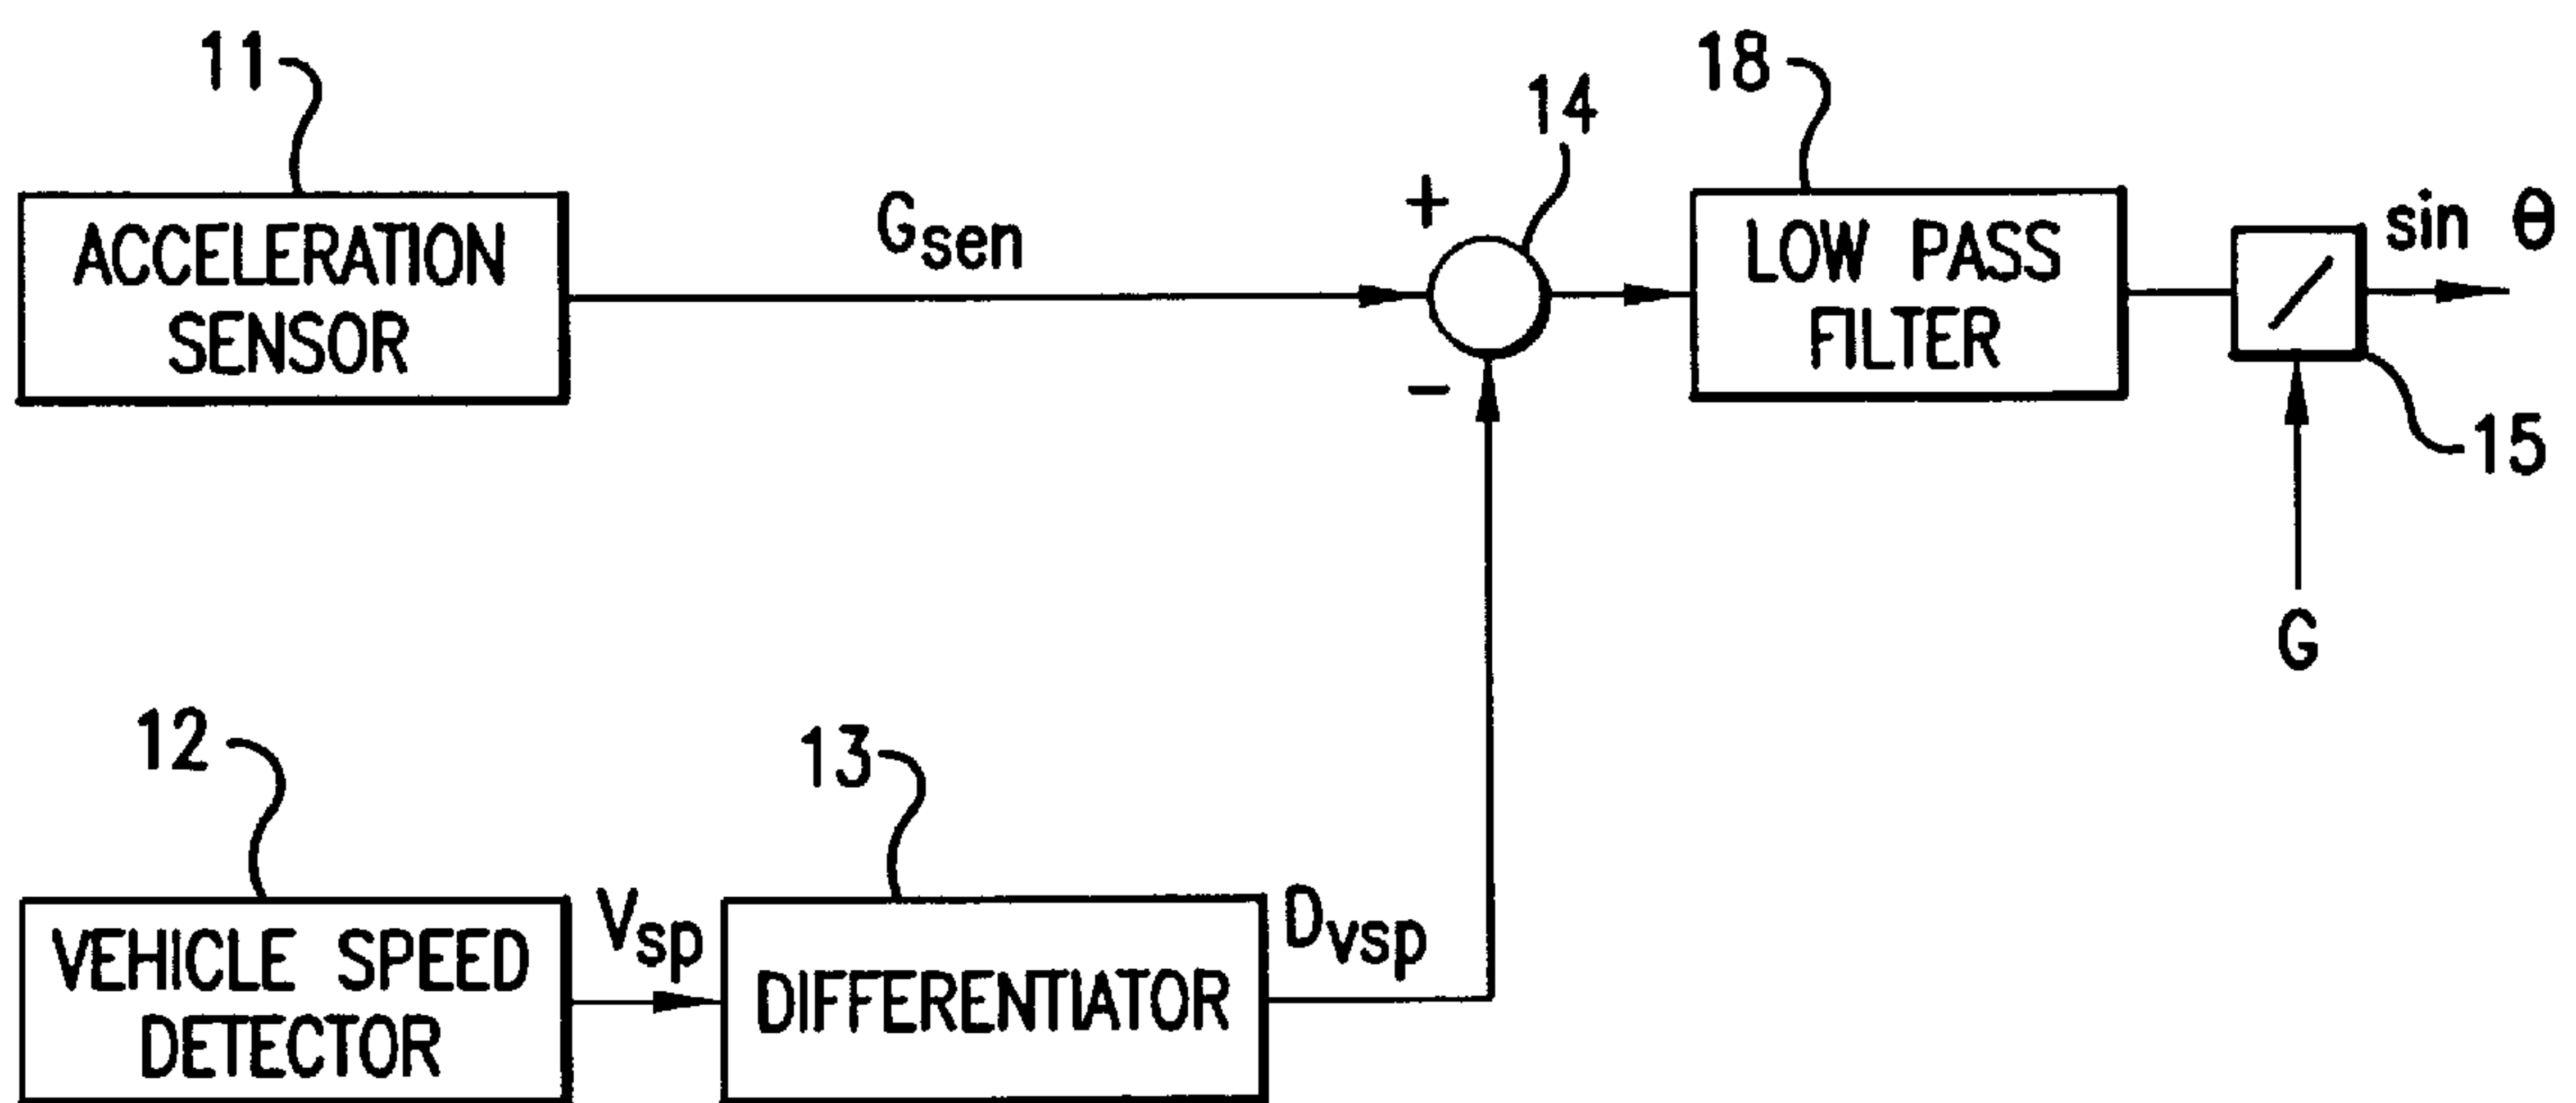 11
18
14
+
ACCELERATION
SENSOR
Gsen
LOW PASS
FILTER
sin θ
-
15
G
12
13
VEHICLE SPEED
DETECTOR
Vsp
DIFFERENTIATOR
Dvsp